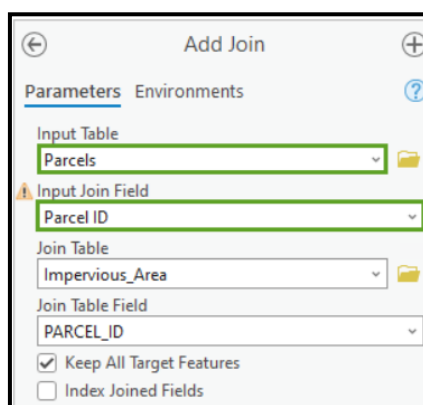 Add Join
Parameters Environments
Input Table
Parcels
Input Join Field
Parcel ID
Join Table
Impervious_Area
Join Table Field
PARCEL_ID
Keep All Target Features
Index Joined Fields